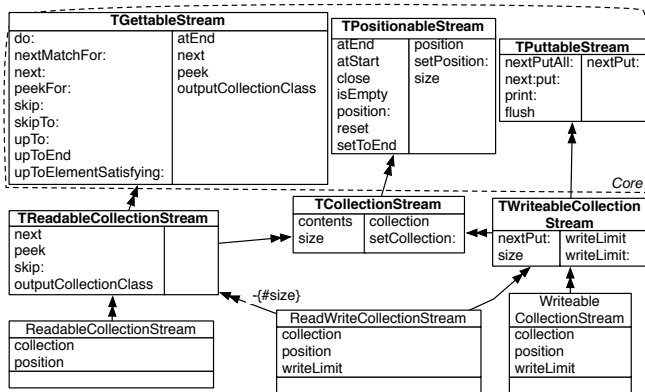 TGettableStream
do:
nextMatchFor:
next:
peekFor:
skip:
skipTo:
upTo:
upToEnd
upToElementSatisfying:
atEnd
next
peek
outputCollectionClass
TPositionableStream
atEnd
atStart
close
isEmpty
position:
reset
setToEnd
position
setPosition:
size
TPuttableStream
nextPutAll:
next:put:
print:
flush
nextPut:
Core
TReadableCollectionStream
next
peek
skip:
outputCollectionClass
TCollectionStream
contents
size
collection
setCollection:
TWriteableCollection
Stream
nextPut:
size
writeLimit
writeLimit:
-{#size}
ReadableCollectionStream
collection
position
ReadWriteCollectionStream
collection
position
writeLimit
Writeable
CollectionStream
collection
position
writeLimit